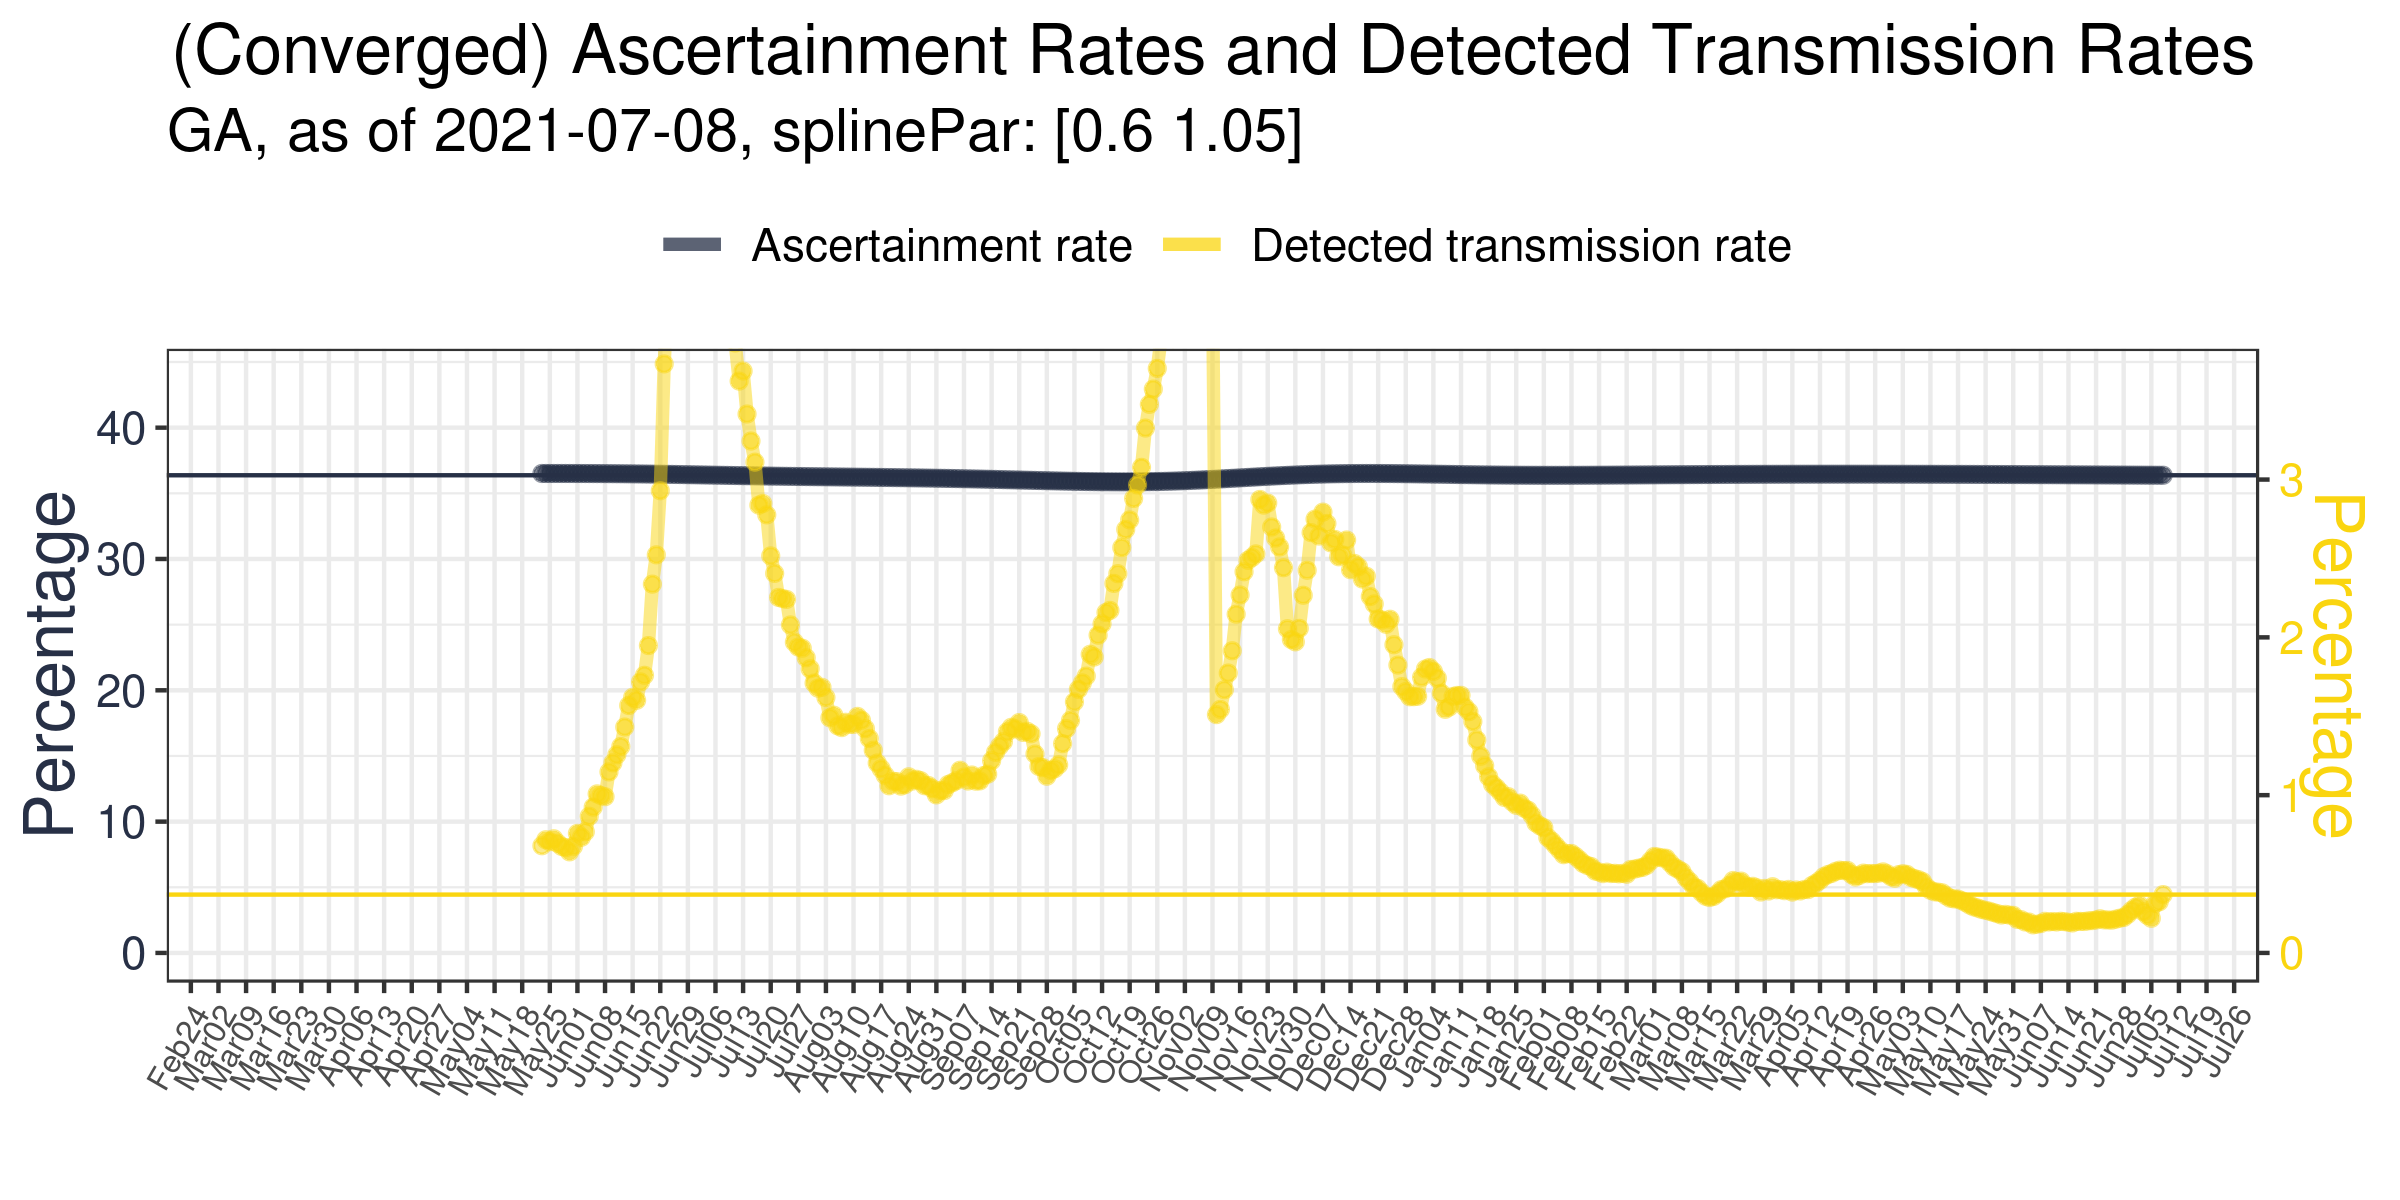 (Converged) Ascertainment Rates and Detected Transmission Rates
GA, as of 2021-07-08, splinePar: [0.6 1.05]
Ascertainment rate Detected transmission rate
Percentage
40
30
20
10
0
3
2
1
0
Percentage
Feb24 Mar02 Mar09 Mar16 Mar23 Mar30 Apr06 Apr13 Apr20 Apr27 May04 May11 May18 May25 Jun01 Jun08 Jun15 Jun22 Jun29 Jul06 Jul13 Jul20 Jul27 Aug03 Aug10 Aug17 Aug24 Aug31 Sep07 Sep14 Sep21 Sep28 Oct05 Oct12 Oct19 Oct26 Nov02 Nov09 Nov16 Nov23 Nov30 Dec07 Dec14 Dec21 Dec28 Jan04 Jan11 Jan18 Jan25 Feb01 Feb08 Feb15 Feb22 Mar01 Mar08 Mar15 Mar22 Mar29 Apr05 Apr12 Apr19 Apr26 May03 May10 May17 May24 May31 Jun07 Jun14 Jun21 Jun28 Jul05 Jul12 Jul19 Jul26